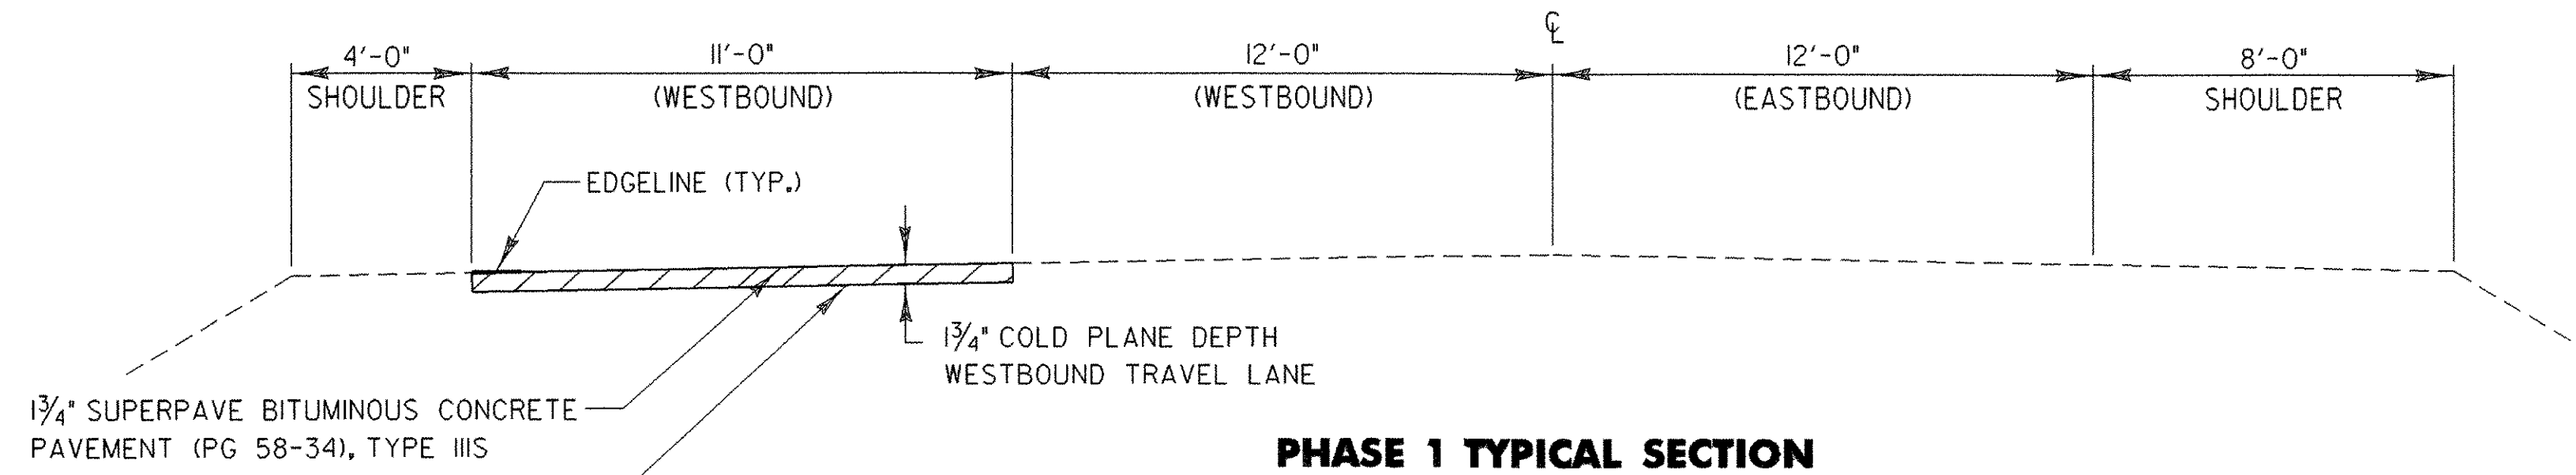 ℄
4'-0" 11'-0" 12'-0" 12'-0" 8'-0"
SHOULDER (WESTBOUND) (WESTBOUND) (EASTBOUND) SHOULDER
EDGELINE (TYP.)
1¾" COLD PLANE DEPTH
WESTBOUND TRAVEL LANE
1¾" SUPERPAVE BITUMINOUS CONCRETE
PAVEMENT (PG 58-34), TYPE IIIS
PHASE 1 TYPICAL SECTION